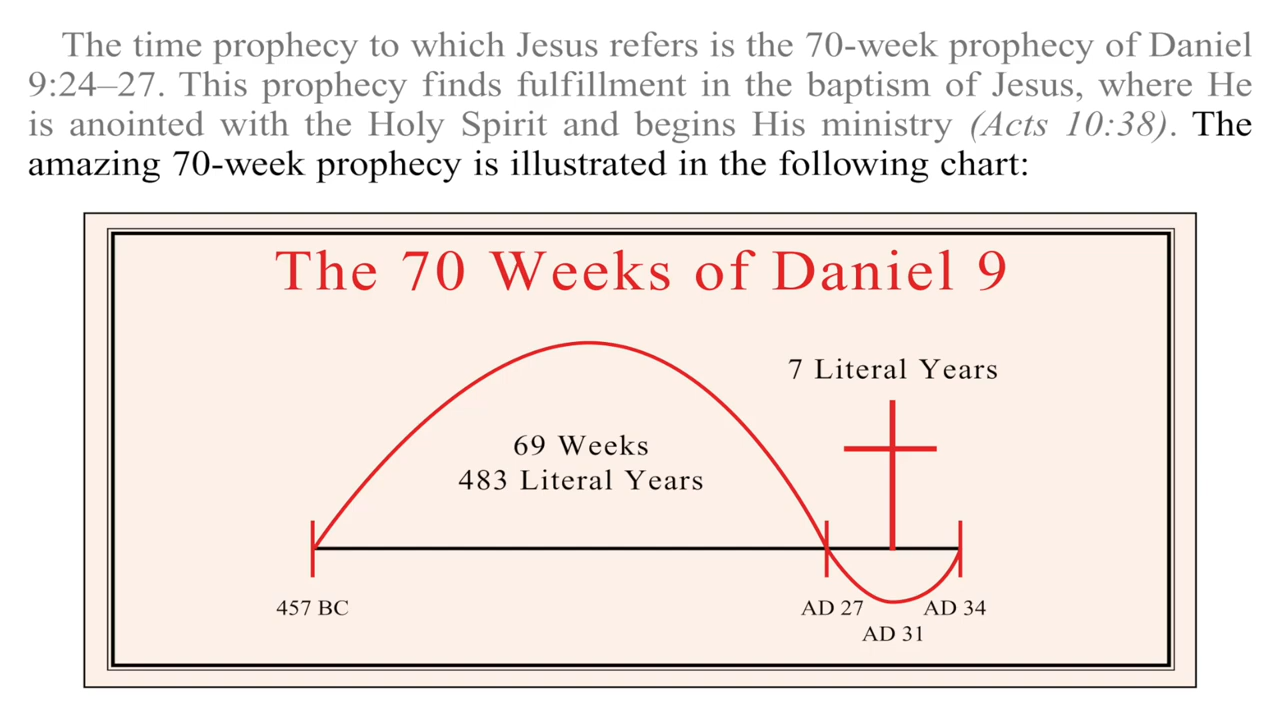 The time prophecy to which Jesus refers is the 70-week prophecy of Daniel
9:24–27. This prophecy finds fulfillment in the baptism of Jesus, where He
is anointed with the Holy Spirit and begins His ministry (Acts 10:38). The
amazing 70-week prophecy is illustrated in the following chart:
The 70 Weeks of Daniel 9
7 Literal Years
69 Weeks
483 Literal Years
457 BC
AD 27
AD 34
AD 31